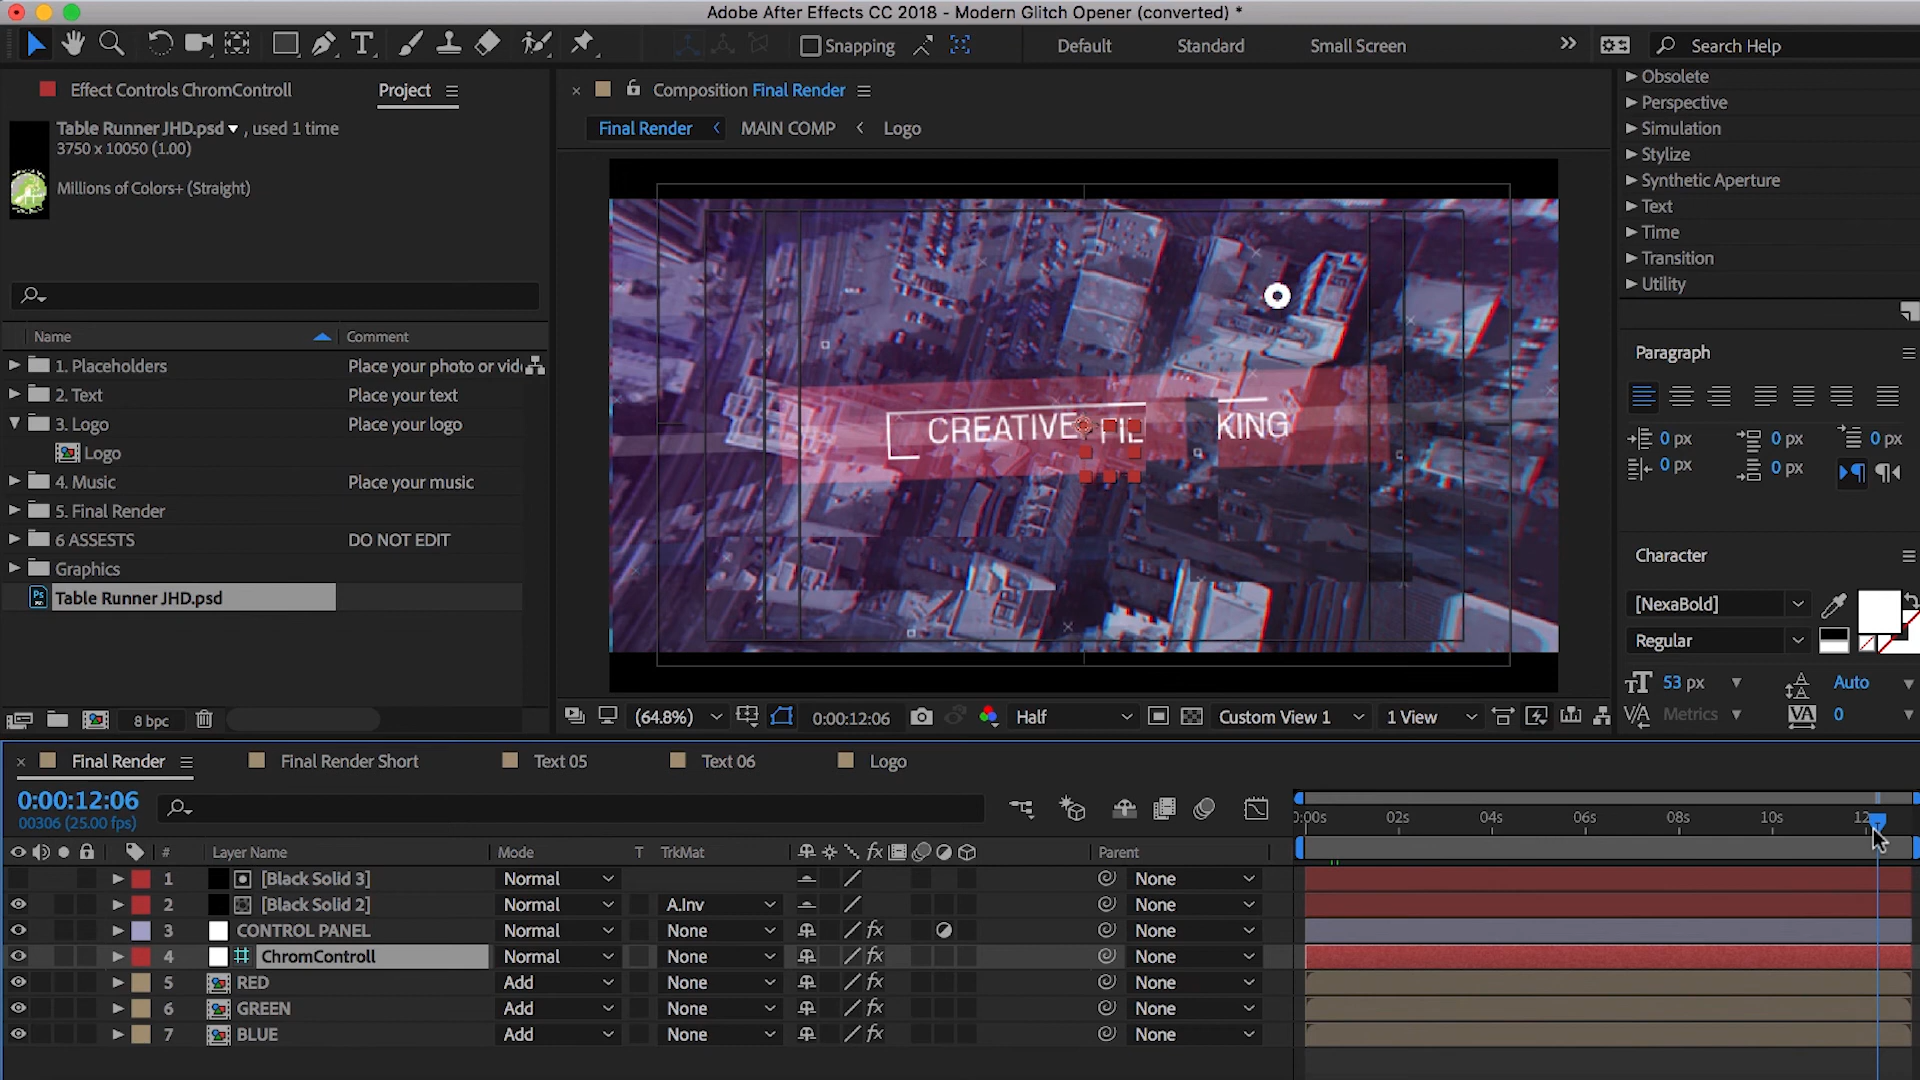 Adobe After Effects CC 2018 - Modern Glitch Opener (converted) *
Snapping
Default
Standard
Small Screen
Search Help
Effect Controls ChromControll
Project
Table Runner JHD.psd , used 1 time
3750 x 10050 (1.00)
Millions of Colors+ (Straight)
Name
Comment
1. Placeholders
Place your photo or vid
2. Text
Place your text
3. Logo
Place your logo
Logo
4. Music
Place your music
5. Final Render
6 ASSESTS
DO NOT EDIT
Graphics
Table Runner JHD.psd
8 bpc
Composition Final Render
Final Render
MAIN COMP
Logo
CREATIVE FIL KING
(64.8%)
0:00:12:06
Half
Custom View 1
1 View
Obsolete
Perspective
Simulation
Stylize
Synthetic Aperture
Text
Time
Transition
Utility
Paragraph
0 px
0 px
0 px
0 px
0 px
Character
[NexaBold]
Regular
53 px
Auto
Metrics
0
Final Render
Final Render Short
Text 05
Text 06
Logo
0:00:12:06
00306 (25.00 fps)
0:00s
02s
04s
06s
08s
10s
12
#
Layer Name
Mode
T
TrkMat
fx
Parent
1
[Black Solid 3]
Normal
None
2
[Black Solid 2]
Normal
A.Inv
None
3
CONTROL PANEL
Normal
None
fx
None
4
ChromControll
Normal
None
fx
None
5
RED
Add
None
fx
None
6
GREEN
Add
None
fx
None
7
BLUE
Add
None
fx
None